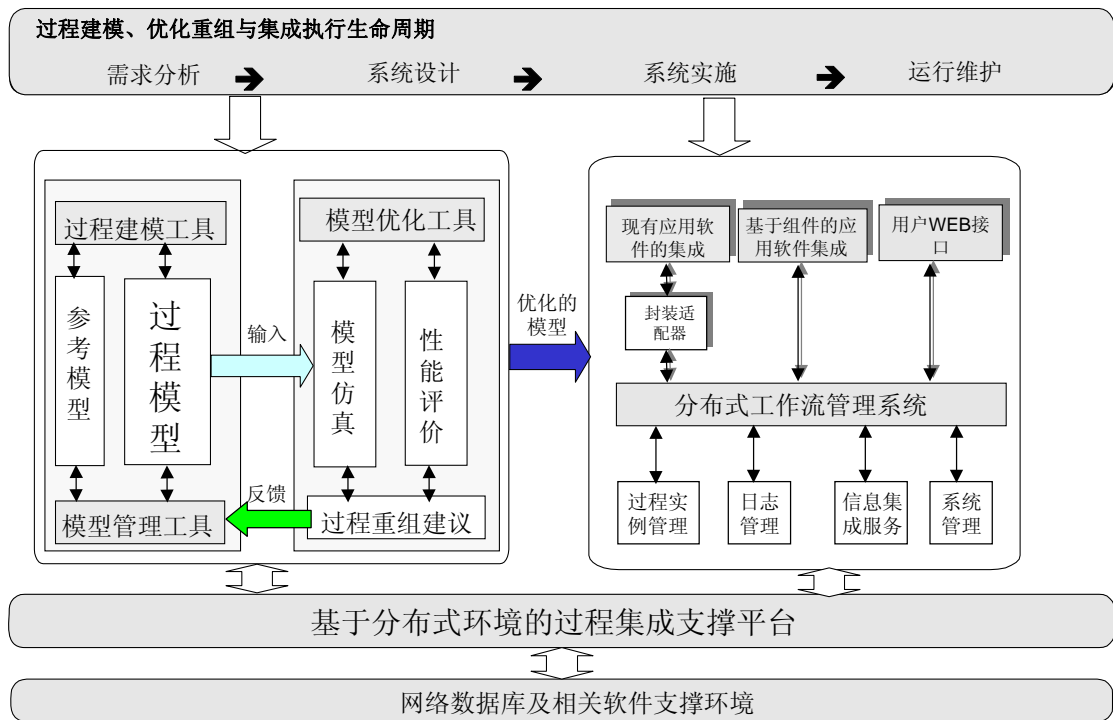 过程建模、优化重组与集成执行生命周期
需求分析
系统设计
系统实施
运行维护
过程建模工具
参考模型
过程模型
模型管理工具
输入
反馈
模型优化工具
模型仿真
性能评价
过程重组建议
优化的
模型
现有应用软
件的集成
基于组件的应
用软件集成
用户WEB接
口
封装适
配器
分布式工作流管理系统
过程实
例管理
日志
管理
信息集
成服务
系统
管理
基于分布式环境的过程集成支撑平台
网络数据库及相关软件支撑环境